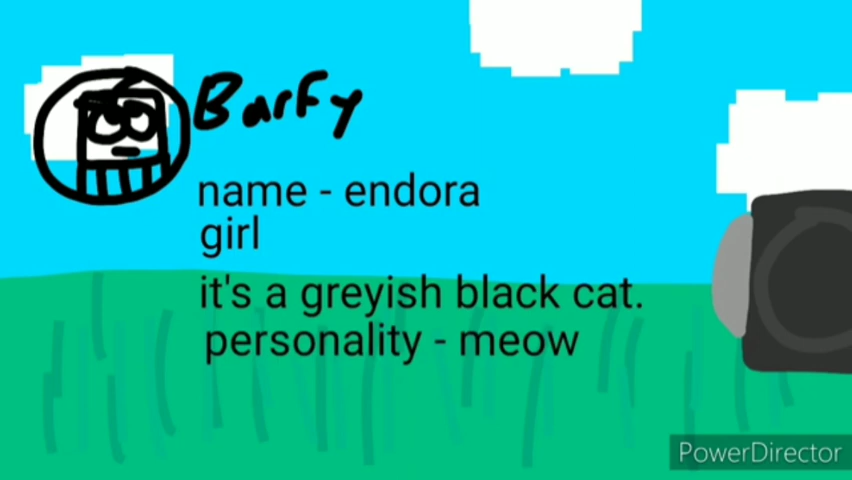 Barfy
name - endora
girl
it's a greyish black cat.
personality - meow
PowerDirector